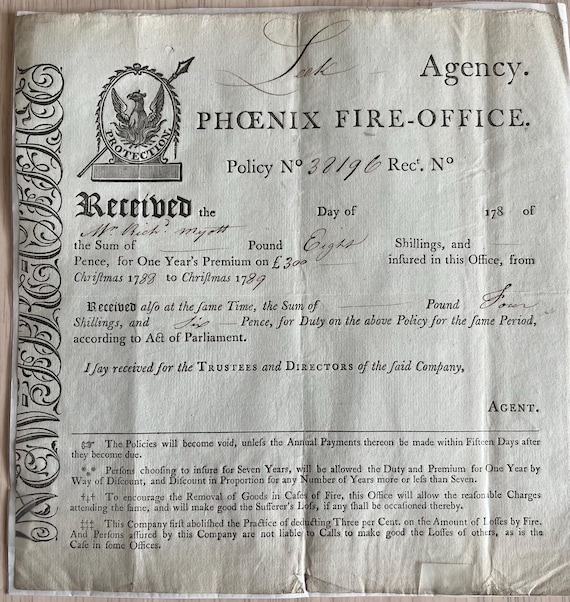 Leek Agency.
PROTECTION
PHŒNIX FIRE-OFFICE.
Policy Nº 38196 Recᵗ. Nº
Received the Day of 178 of
Mʳ Richᵈ Myott
the Sum of — Pound Eight Shillings, and —
Pence, for One Year's Premium on £300 inſured in this Office, from
Chriſtmas 1788 to Chriſtmas 1789
Received alſo at the ſame Time, the Sum of — Pound Four
Shillings, and Six — Pence, for Duty on the above Policy for the ſame Period,
according to Act of Parliament.
I ſay received for the TRUSTEES and DIRECTORS of the ſaid Company,
AGENT.
☞ The Policies will become void, unleſs the Annual Payments thereon be made within Fifteen Days after
they become due.
⁂ Perſons chooſing to inſure for Seven Years, will be allowed the Duty and Premium for One Year by
Way of Diſcount, and Diſcount in Proportion for any Number of Years more or leſs than Seven.
†‡† To encourage the Removal of Goods in Caſes of Fire, this Office will allow the reaſonable Charges
attending the ſame, and will make good the Sufferer's Loſs, if any ſhall be occaſioned thereby.
‡‡‡ This Company firſt aboliſhed the Practice of deducting Three per Cent. on the Amount of Loſſes by Fire.
And Perſons aſſured by this Company are not liable to Calls to make good the Loſſes of others, as is the
Caſe in ſome Offices.